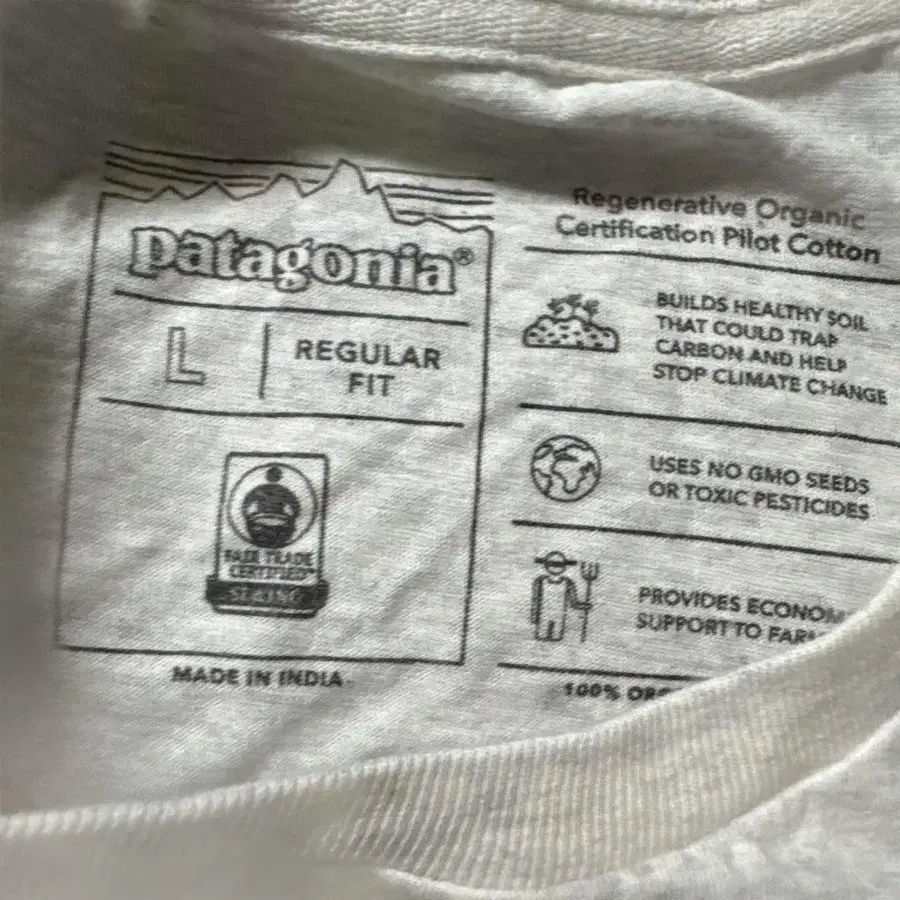 patagonia®
L
REGULAR
FIT
FAIR TRADE
CERTIFIED™
SEWING
MADE IN INDIA
Regenerative Organic
Certification Pilot Cotton
BUILDS HEALTHY SOIL
THAT COULD TRAP
CARBON AND HELP
STOP CLIMATE CHANGE
USES NO GMO SEEDS
OR TOXIC PESTICIDES
PROVIDES
SUPPORT TO
100%